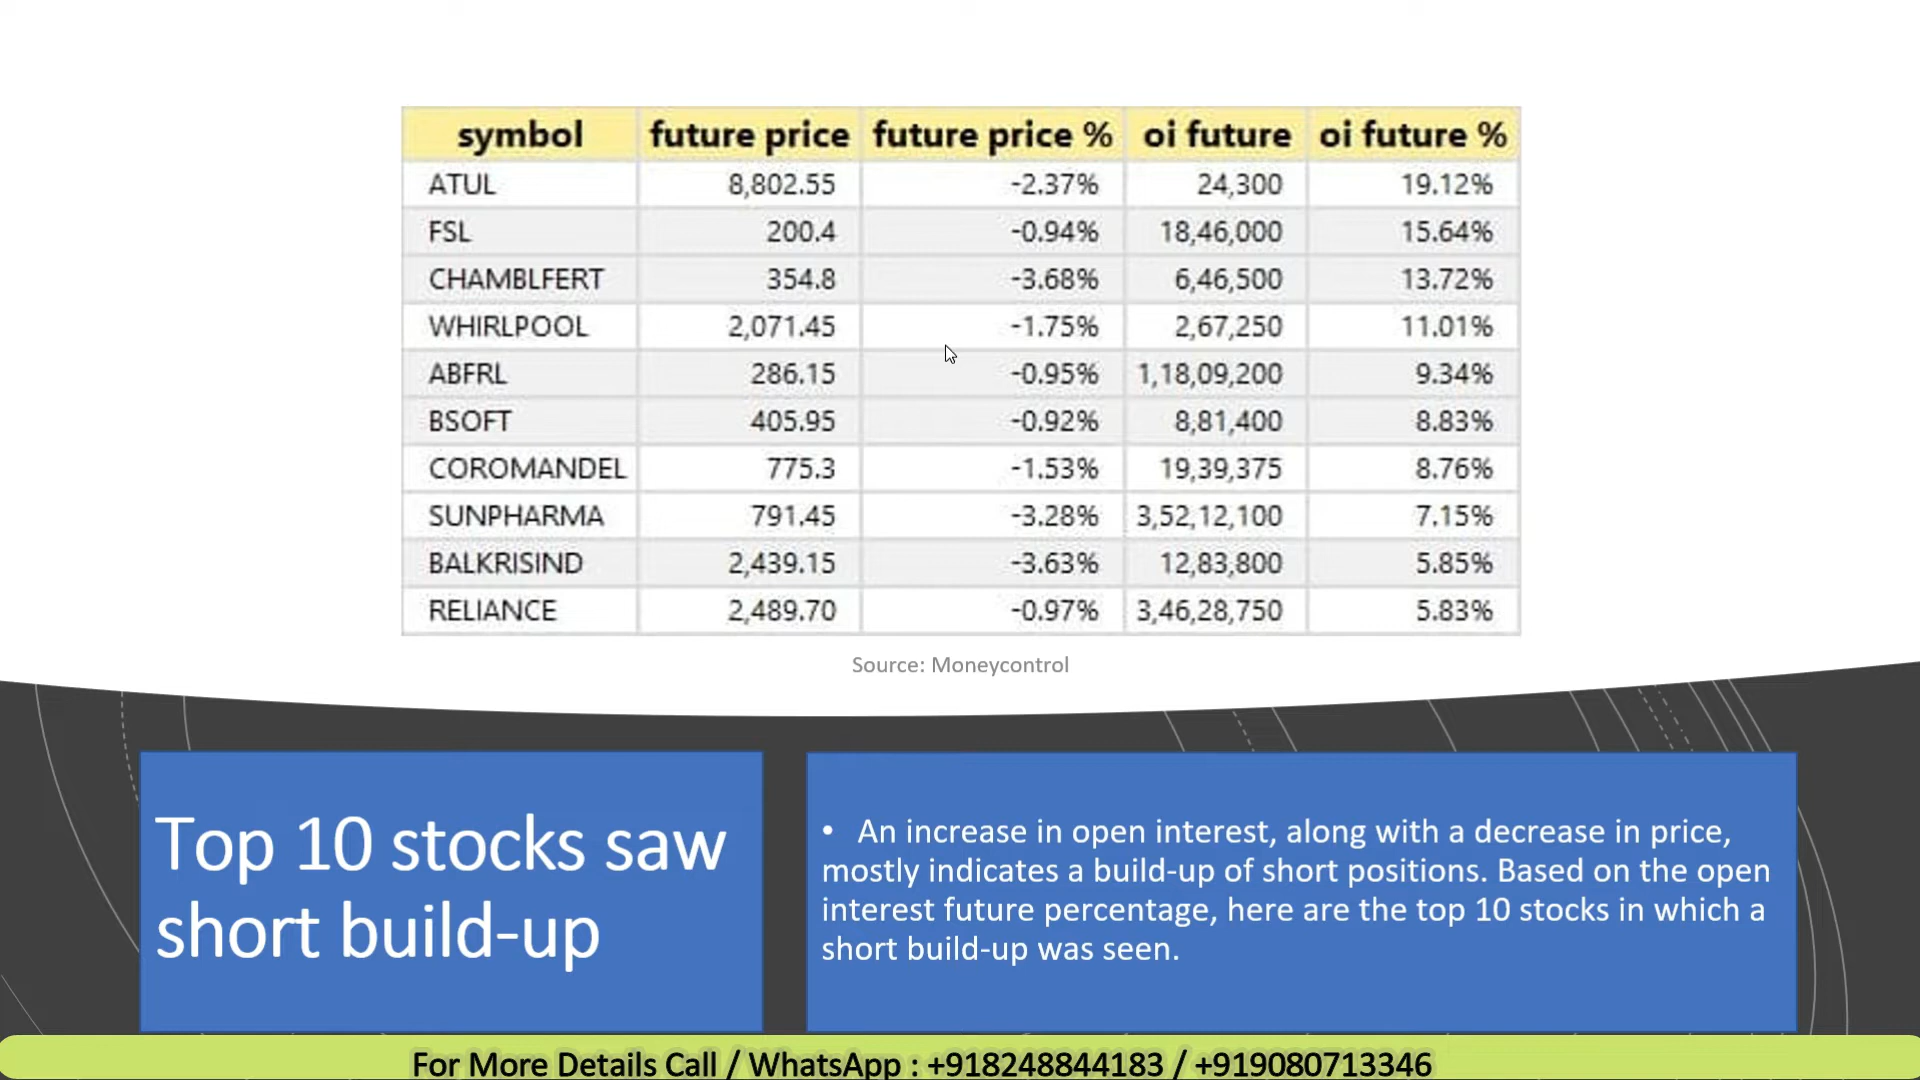 symbol future price future price % oi future oi future %
ATUL 8,802.55 -2.37% 24,300 19.12%
FSL 200.4 -0.94% 18,46,000 15.64%
CHAMBLFERT 354.8 -3.68% 6,46,500 13.72%
WHIRLPOOL 2,071.45 -1.75% 2,67,250 11.01%
ABFRL 286.15 -0.95% 1,18,09,200 9.34%
BSOFT 405.95 -0.92% 8,81,400 8.83%
COROMANDEL 775.3 -1.53% 19,39,375 8.76%
SUNPHARMA 791.45 -3.28% 3,52,12,100 7.15%
BALKRISIND 2,439.15 -3.63% 12,83,800 5.85%
RELIANCE 2,489.70 -0.97% 3,46,28,750 5.83%
Source: Moneycontrol
Top 10 stocks saw
short build-up
• An increase in open interest, along with a decrease in price,
mostly indicates a build-up of short positions. Based on the open
interest future percentage, here are the top 10 stocks in which a
short build-up was seen.
For More Details Call / WhatsApp : +918248844183 / +919080713346